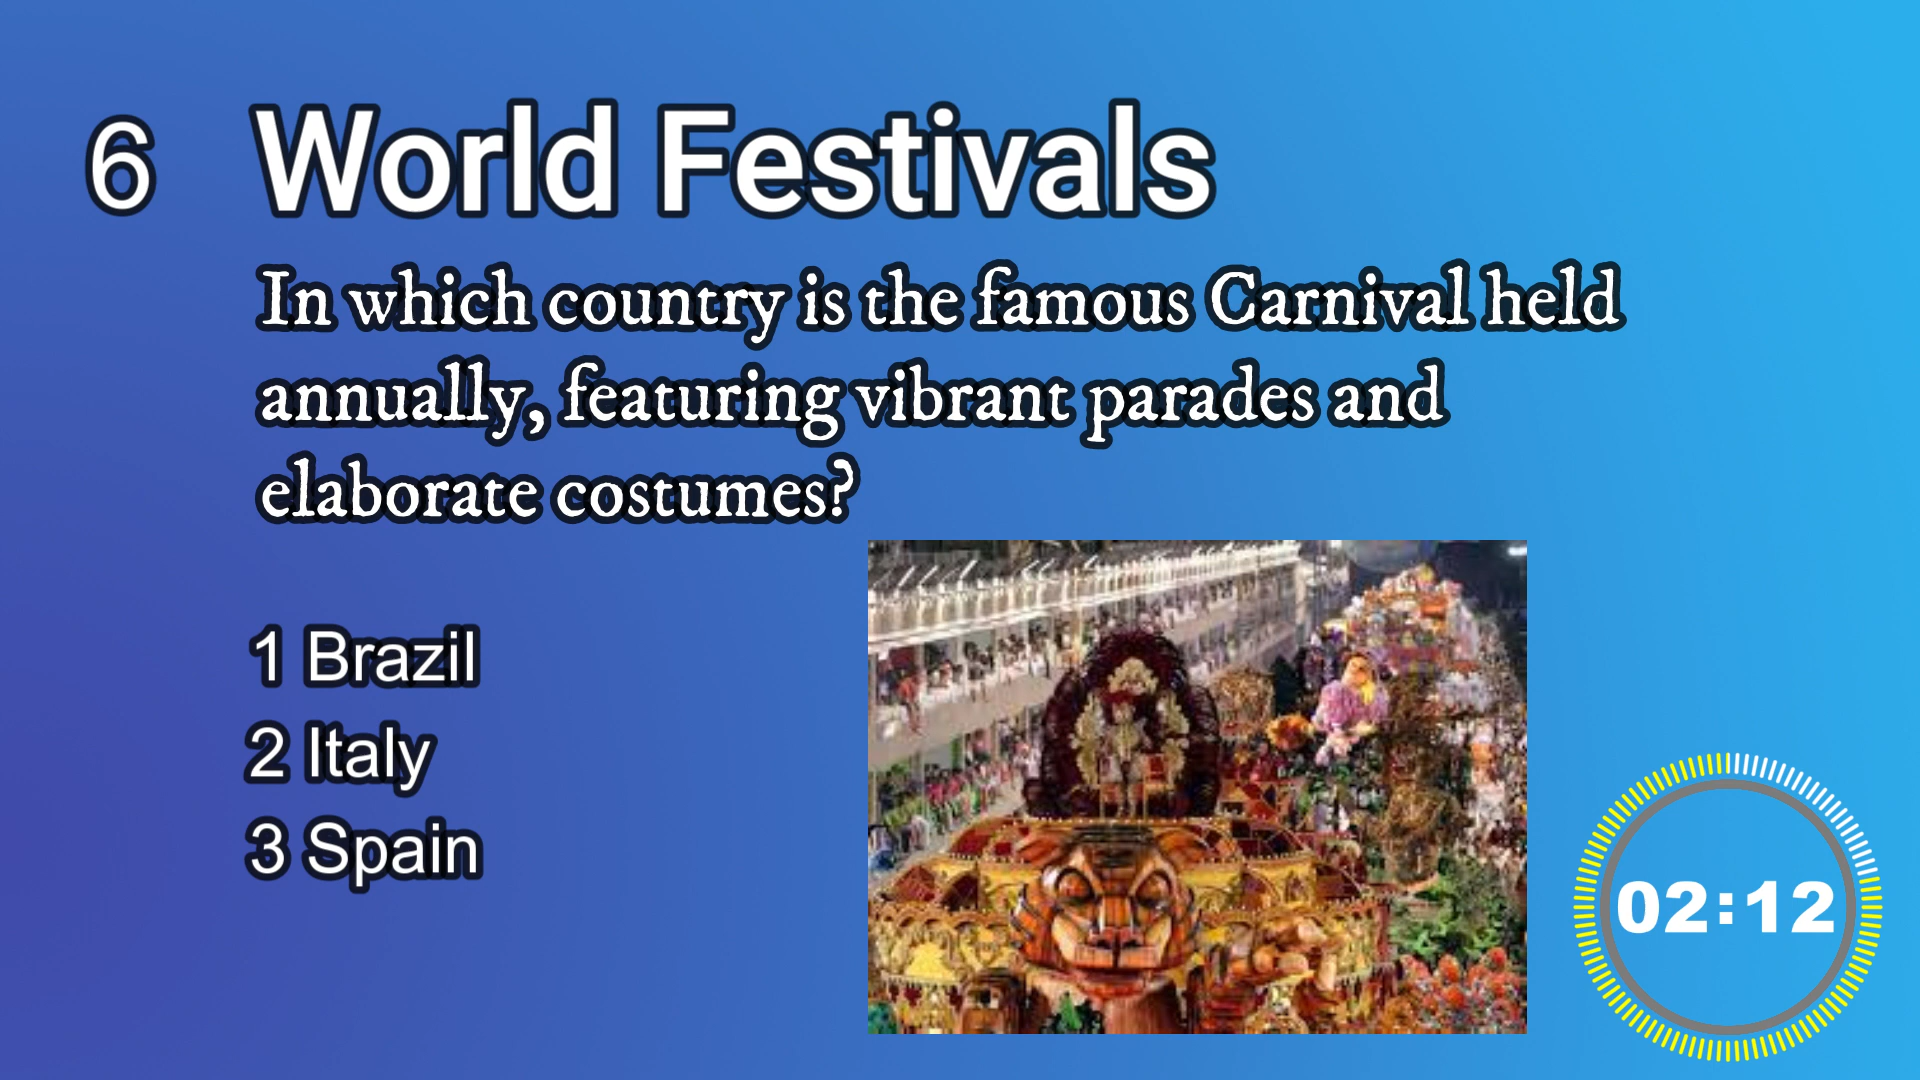 6 World Festivals
In which country is the famous Carnival held
annually, featuring vibrant parades and
elaborate costumes?
1 Brazil
2 Italy
3 Spain
02:12